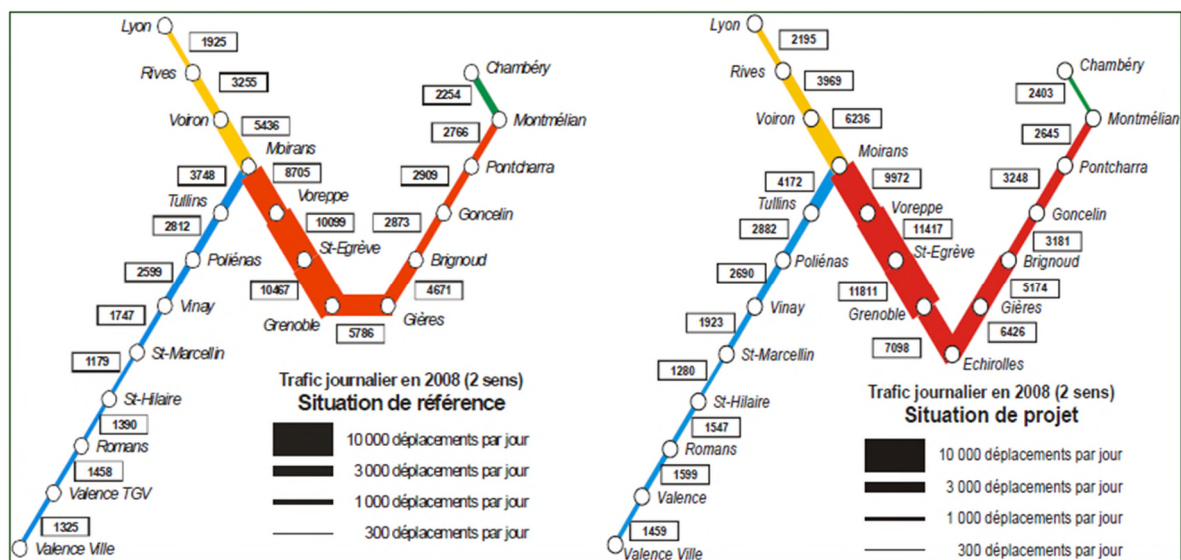 Lyon
1925
Rives
3255
Voiron
5436
Moirans
8705
Voreppe
10099
St-Egrève
10467
Grenoble
5786
Gières
4671
Brignoud
2873
Goncelin
2909
Pontcharra
2766
Montmélian
2254
Chambéry
3748
Tullins
2812
Poliénas
2599
Vinay
1747
St-Marcellin
1179
St-Hilaire
1390
Romans
1458
Valence TGV
1325
Valence Ville
Trafic journalier en 2008 (2 sens)
Situation de référence
10 000 déplacements par jour
3 000 déplacements par jour
1 000 déplacements par jour
300 déplacements par jour
Lyon
2195
Rives
3969
Voiron
6236
Moirans
9972
Voreppe
11417
St-Egrève
11811
Grenoble
7098
Echirolles
6426
Gières
5174
Brignoud
3181
Goncelin
3248
Pontcharra
2645
Montmélian
2403
Chambéry
4172
Tullins
2882
Poliénas
2690
Vinay
1923
St-Marcellin
1280
St-Hilaire
1547
Romans
1599
Valence
1459
Valence Ville
Trafic journalier en 2008 (2 sens)
Situation de projet
10 000 déplacements par jour
3 000 déplacements par jour
1 000 déplacements par jour
300 déplacements par jour